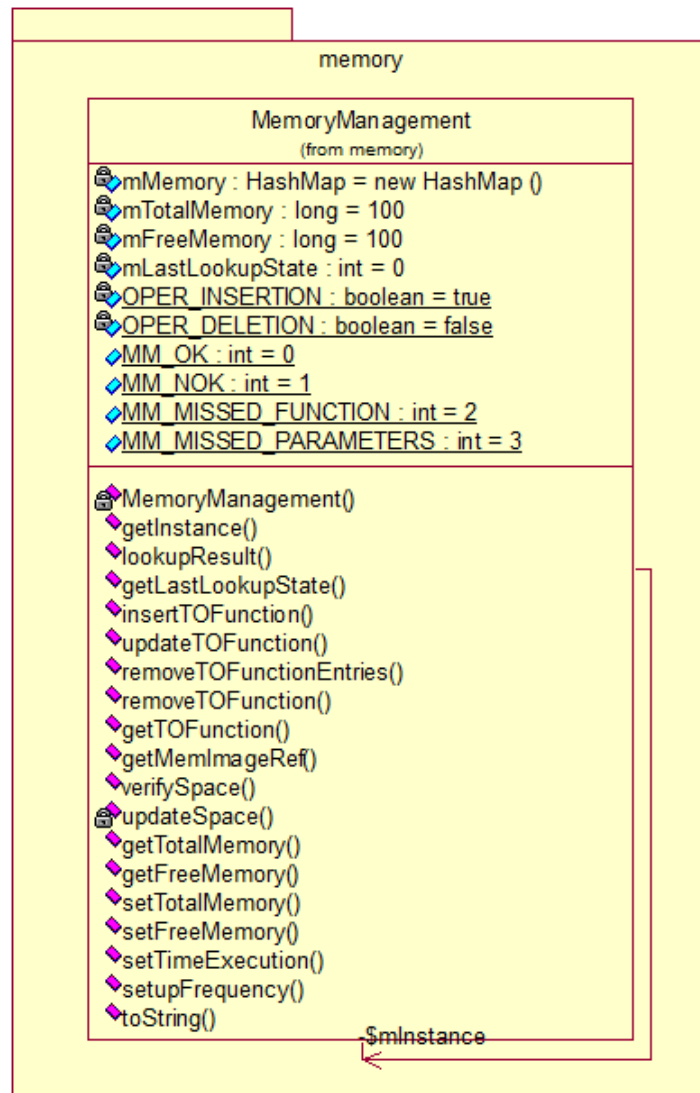 memory
MemoryManagement
(from memory)
mMemory : HashMap = new HashMap ()
mTotalMemory : long = 100
mFreeMemory : long = 100
mLastLookupState : int = 0
OPER_INSERTION : boolean = true
OPER_DELETION : boolean = false
MM_OK : int = 0
MM_NOK : int = 1
MM_MISSED_FUNCTION : int = 2
MM_MISSED_PARAMETERS : int = 3
MemoryManagement()
getInstance()
lookupResult()
getLastLookupState()
insertTOFunction()
updateTOFunction()
removeTOFunctionEntries()
removeTOFunction()
getTOFunction()
getMemImageRef()
verifySpace()
updateSpace()
getTotalMemory()
getFreeMemory()
setTotalMemory()
setFreeMemory()
setTimeExecution()
setupFrequency()
toString()
-$mInstance